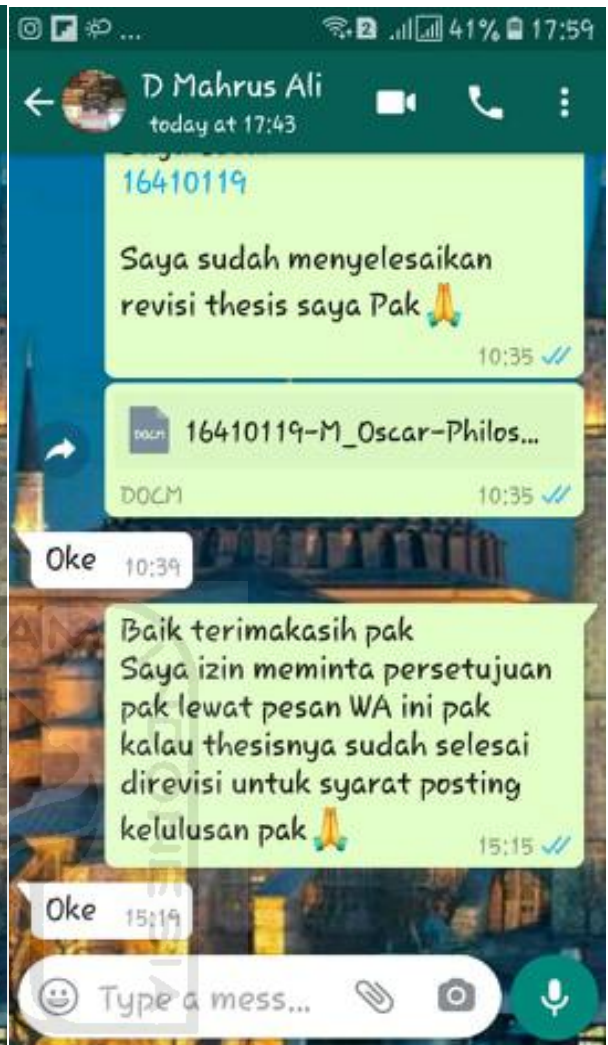 ... 2 41% 17:59
D Mahrus Ali
today at 17:43
16410119
Saya sudah menyelesaikan
revisi thesis saya Pak🙏
10:35
DOCM 16410119-M_Oscar-Philos...
DOCM 10:35
Oke 10:39
Baik terimakasih pak
Saya izin meminta persetujuan
pak lewat pesan WA ini pak
kalau thesisnya sudah selesai
direvisi untuk syarat posting
kelulusan pak🙏
15:15
Oke 15:19
Type a mess...